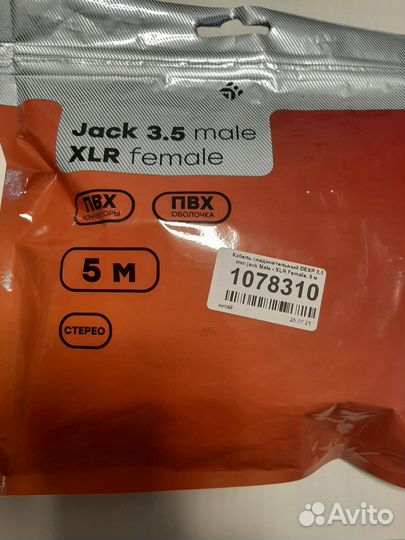 Jack 3.5 male
XLR female
ПВХ
КОННЕКТОРЫ
ПВХ
ОБОЛОЧКА
5 М
СТЕРЕО
Кабель соединительный DEXP 3,5
mm Jack Male - XLR Female, 5 м
1078310
КИТАЙ
25.07.21
Avito